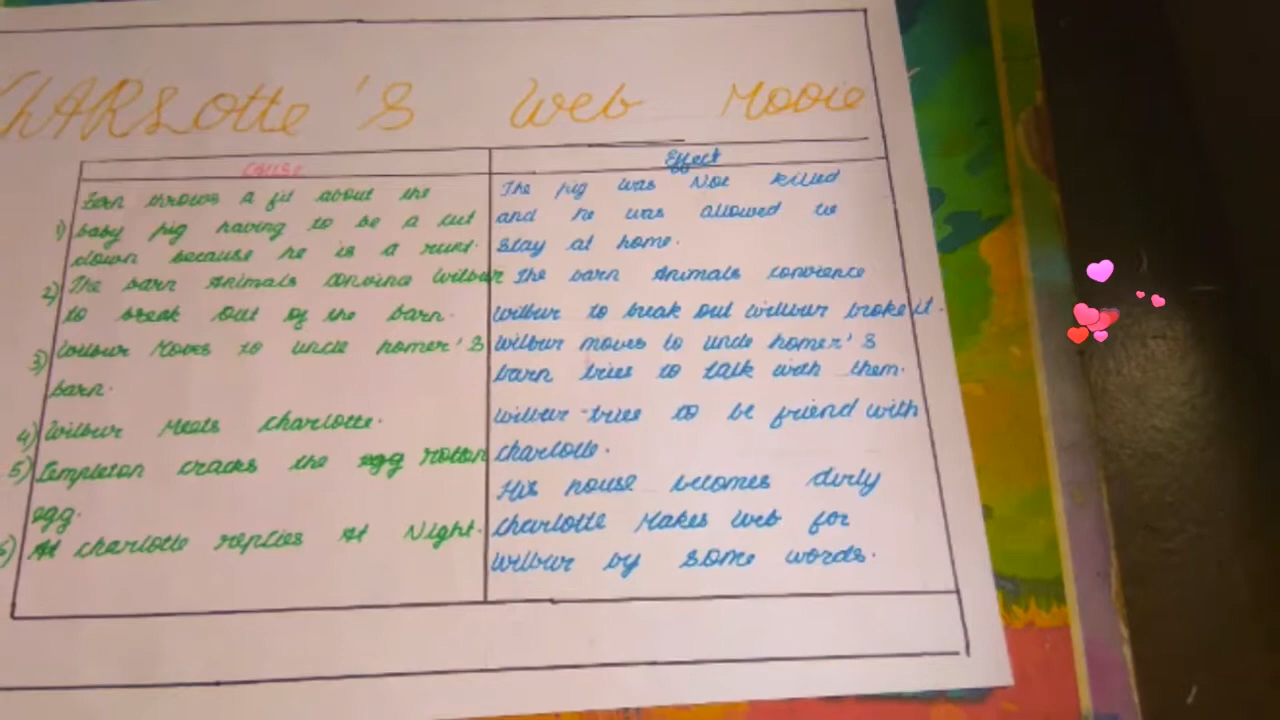 ChARLotte 's Web Movie
Cause
Effect
Fern throws a fit about the
1) baby pig having to be a cut
down because he is a runt.
2) The barn Animals convince wilbur
to break out of the barn.
3) Wilbur Moves to uncle homer's
barn.
4) Wilbur Meets charlotte.
5) Templeton cracks the egg rotten
egg.
6) At charlotte replies At Night.
The pig was Not killed
and he was allowed to
stay at home.
The barn Animals convience
wilbur to break out wilbur broke it.
wilbur moves to uncle homer's
barn tries to talk with them.
wilbur tries to be friend with
charlotte.
His house becomes dirty
charlotte Makes web for
wilbur by some words.